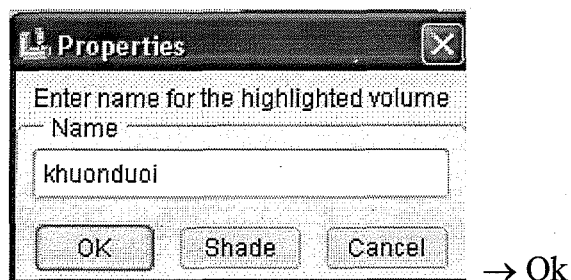 Properties
Enter name for the highlighted volume
Name
khuonduoi
OK Shade Cancel
→ Ok